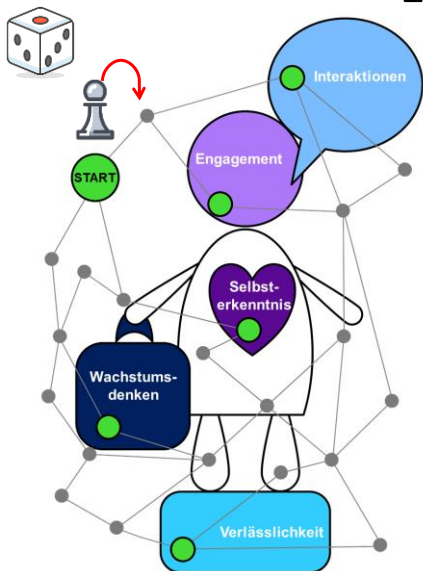 Interaktionen
Engagement
START
Selbst-
erkenntnis
Wachstums-
denken
Verlässlichkeit